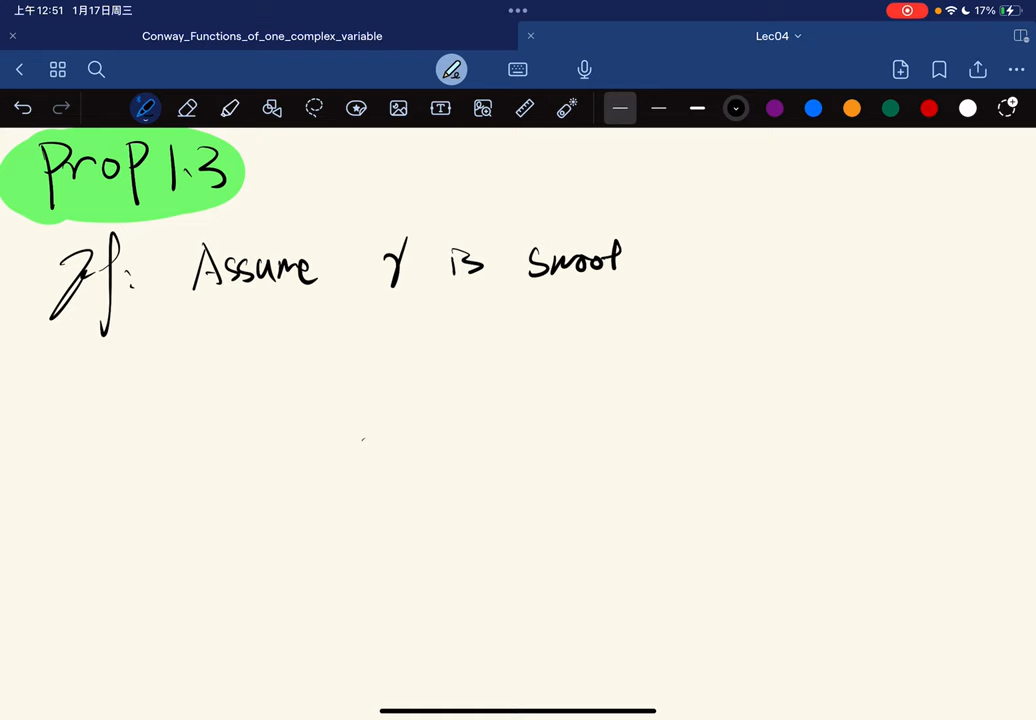 上午12:51 1月17日周三 17%
Conway_Functions_of_one_complex_variable Lec04
Prop 1.3
Pf: Assume γ is smoot